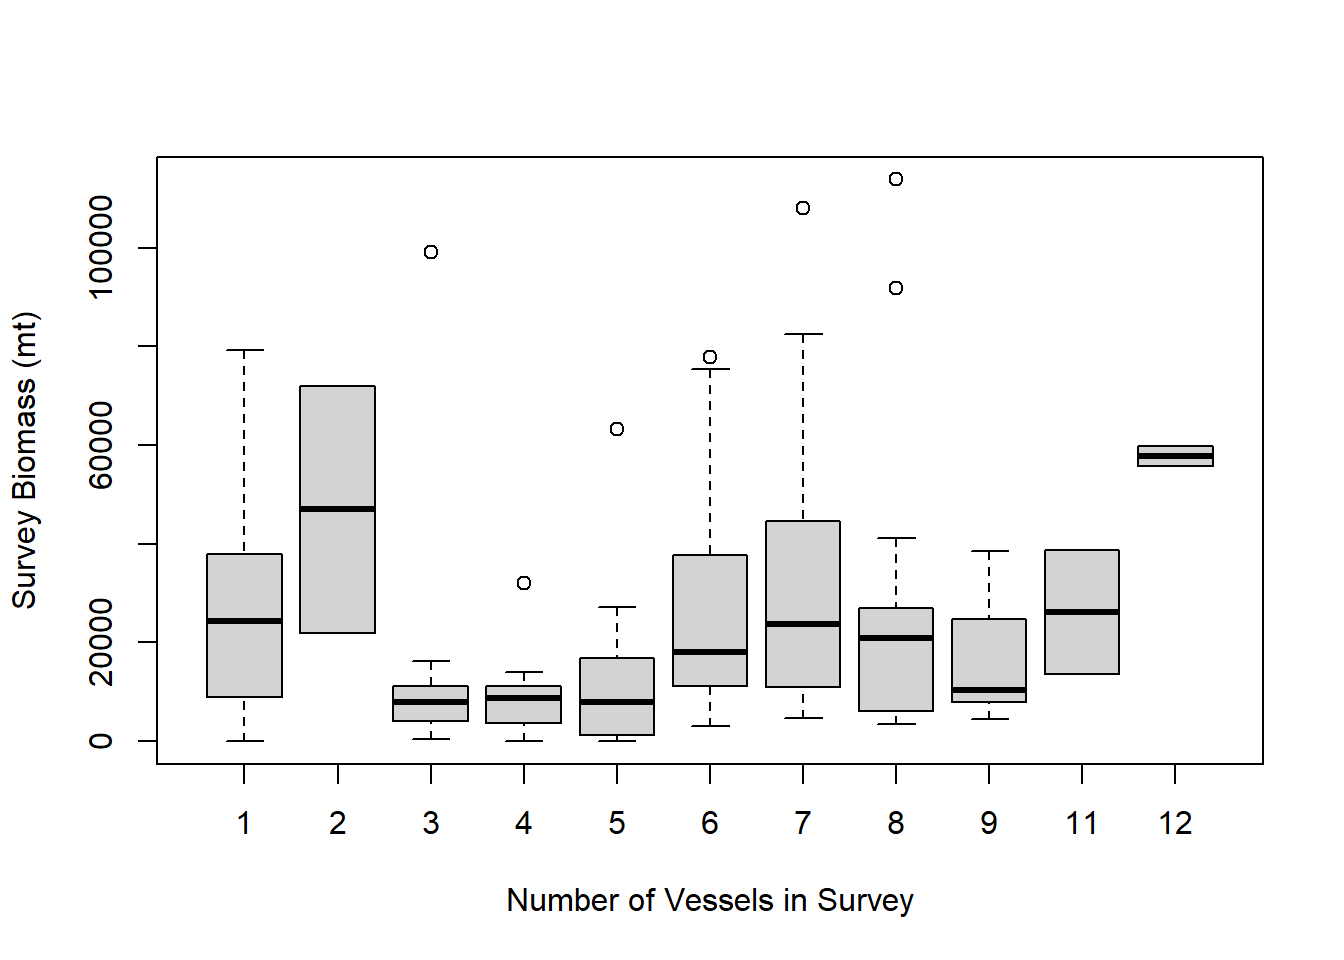 Survey Biomass (mt)
100000
60000
20000
0
1 2 3 4 5 6 7 8 9 11 12
Number of Vessels in Survey